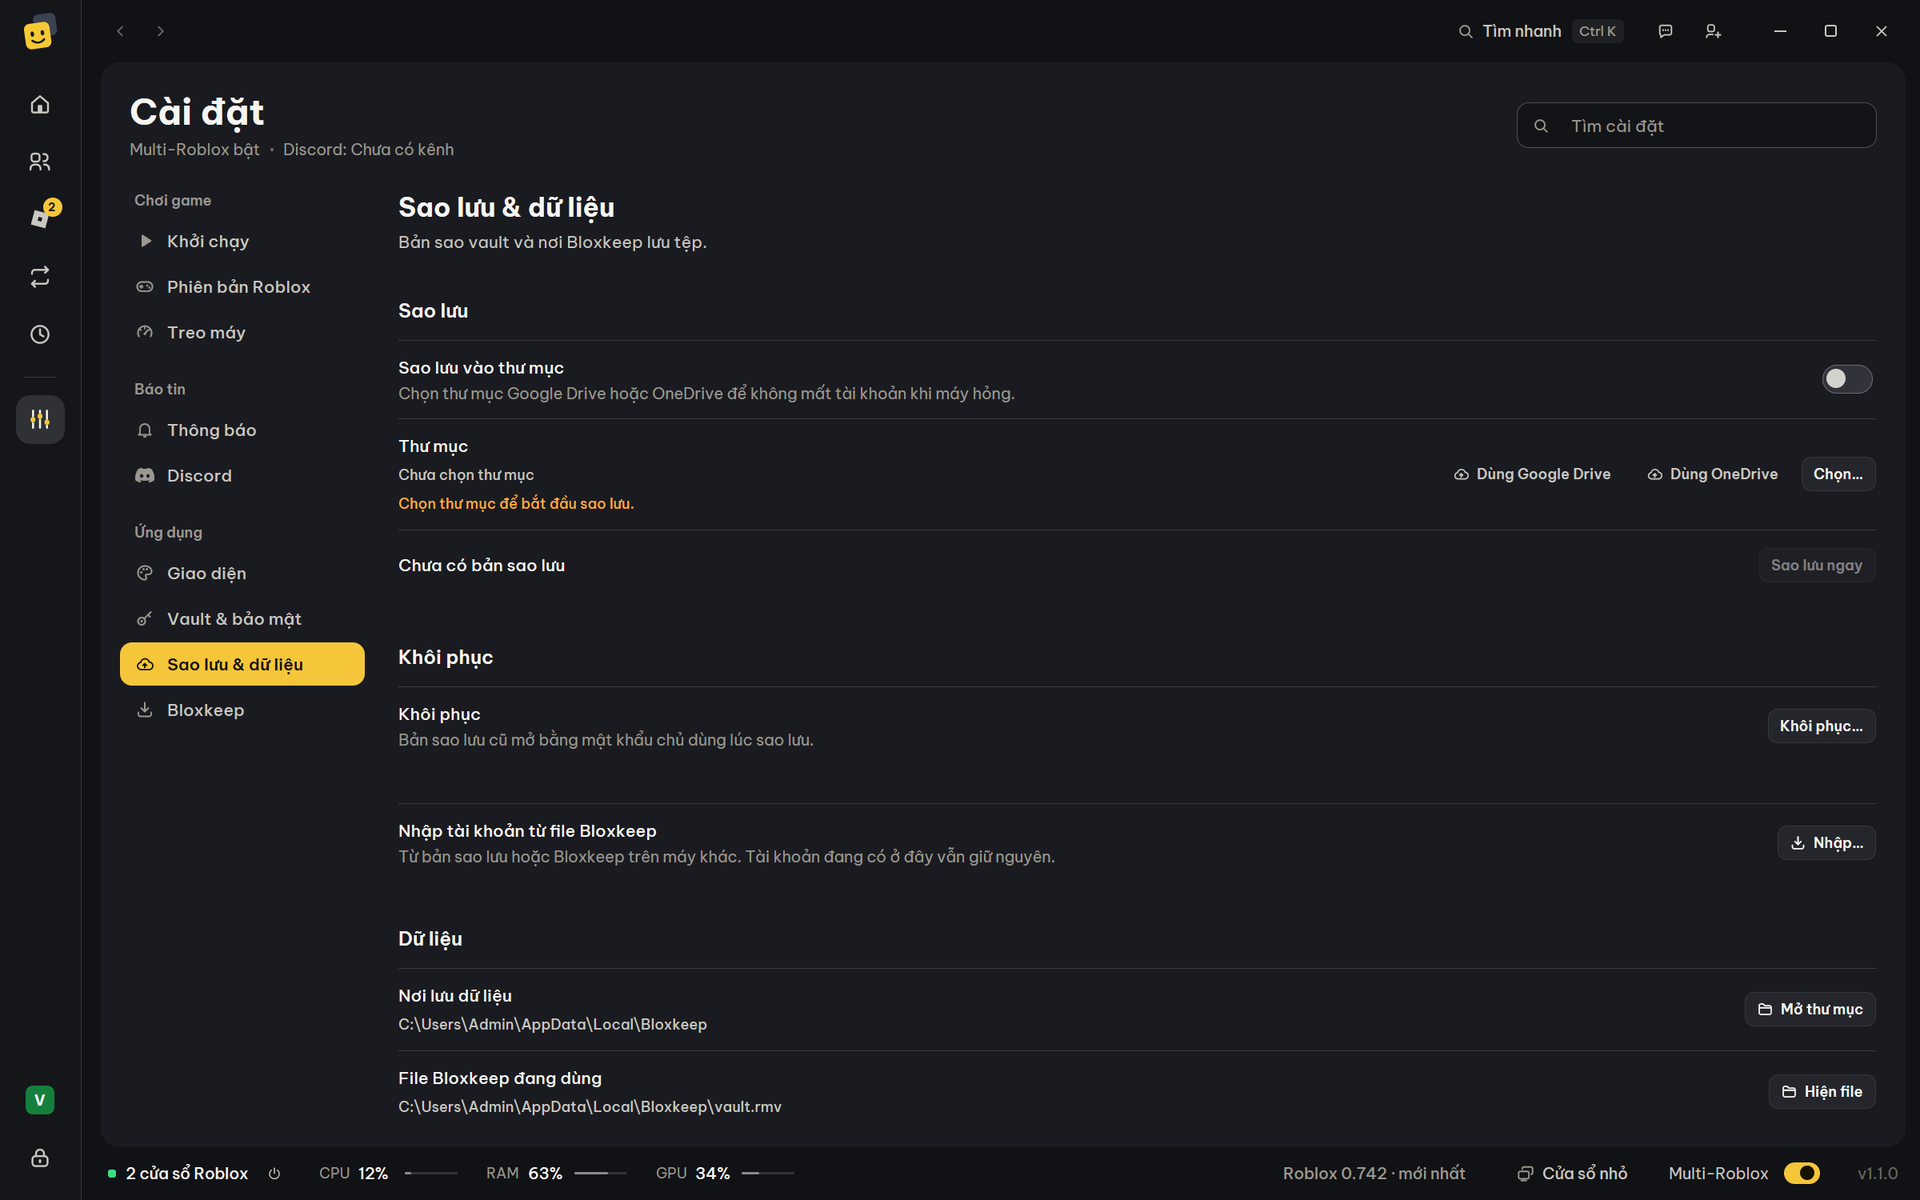 Tìm nhanh
Ctrl K
Cài đặt
Multi-Roblox bật • Discord: Chưa có kênh
Tìm cài đặt
2
Chơi game
Khởi chạy
Phiên bản Roblox
Treo máy
Báo tin
Thông báo
Discord
Ứng dụng
Giao diện
Vault & bảo mật
Sao lưu & dữ liệu
Bloxkeep
Sao lưu & dữ liệu
Bản sao vault và nơi Bloxkeep lưu tệp.
Sao lưu
Sao lưu vào thư mục
Chọn thư mục Google Drive hoặc OneDrive để không mất tài khoản khi máy hỏng.
Thư mục
Chưa chọn thư mục
Chọn thư mục để bắt đầu sao lưu.
Dùng Google Drive
Dùng OneDrive
Chọn...
Chưa có bản sao lưu
Sao lưu ngay
Khôi phục
Khôi phục
Bản sao lưu cũ mở bằng mật khẩu chủ dùng lúc sao lưu.
Khôi phục...
Nhập tài khoản từ file Bloxkeep
Từ bản sao lưu hoặc Bloxkeep trên máy khác. Tài khoản đang có ở đây vẫn giữ nguyên.
Nhập...
Dữ liệu
Nơi lưu dữ liệu
C:\Users\Admin\AppData\Local\Bloxkeep
Mở thư mục
File Bloxkeep đang dùng
C:\Users\Admin\AppData\Local\Bloxkeep\vault.rmv
Hiện file
V
2 cửa sổ Roblox
CPU 12%
RAM 63%
GPU 34%
Roblox 0.742 · mới nhất
Cửa sổ nhỏ
Multi-Roblox
v1.1.0